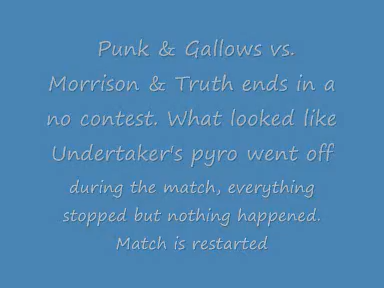 Punk & Gallows vs.
Morrison & Truth ends in a
no contest. What looked like
Undertaker's pyro went off
during the match, everything
stopped but nothing happened.
Match is restarted